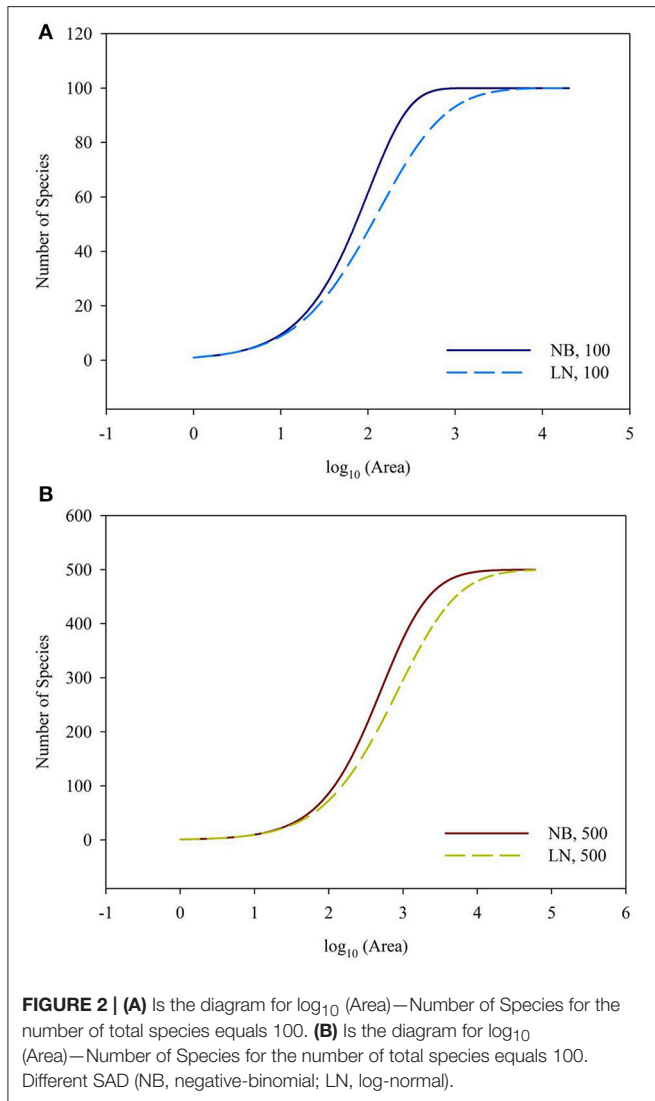 A
120
100
80
60
40
20
0
Number of Species
NB, 100
LN, 100
-1 0 1 2 3 4 5
log10 (Area)
B
600
500
400
300
200
100
0
Number of Species
NB, 500
LN, 500
-1 0 1 2 3 4 5 6
log10 (Area)
FIGURE 2 | (A) Is the diagram for log10 (Area)—Number of Species for the
number of total species equals 100. (B) Is the diagram for log10
(Area)—Number of Species for the number of total species equals 100.
Different SAD (NB, negative-binomial; LN, log-normal).